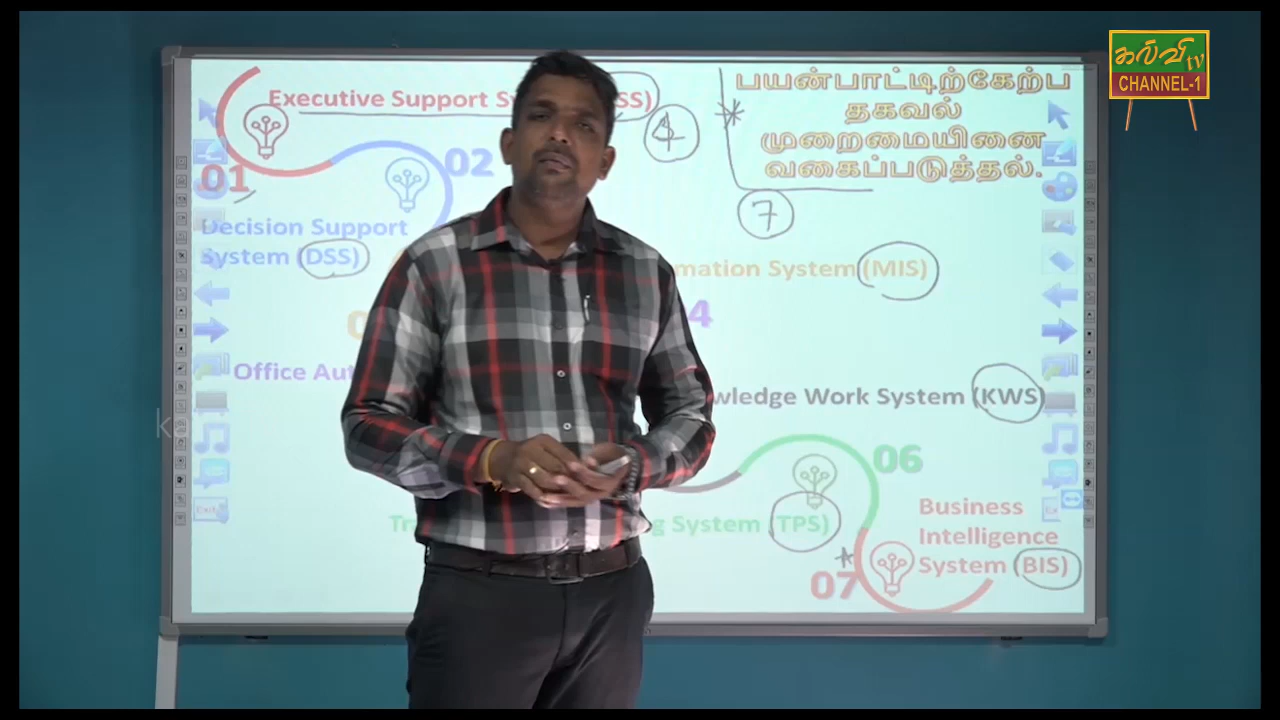 கல்வி tv
CHANNEL-1
Executive Support SS)
4
பயன்பாட்டிற்கேற்ப
தகவல்
முறைமையினை
வகைப்படுத்தல்.
7
01
02
Decision Support
System (DSS)
mation System (MIS)
4
Office Aut
wledge Work System (KWS)
06
g System (TPS)
Business
Intelligence
System (BIS)
07